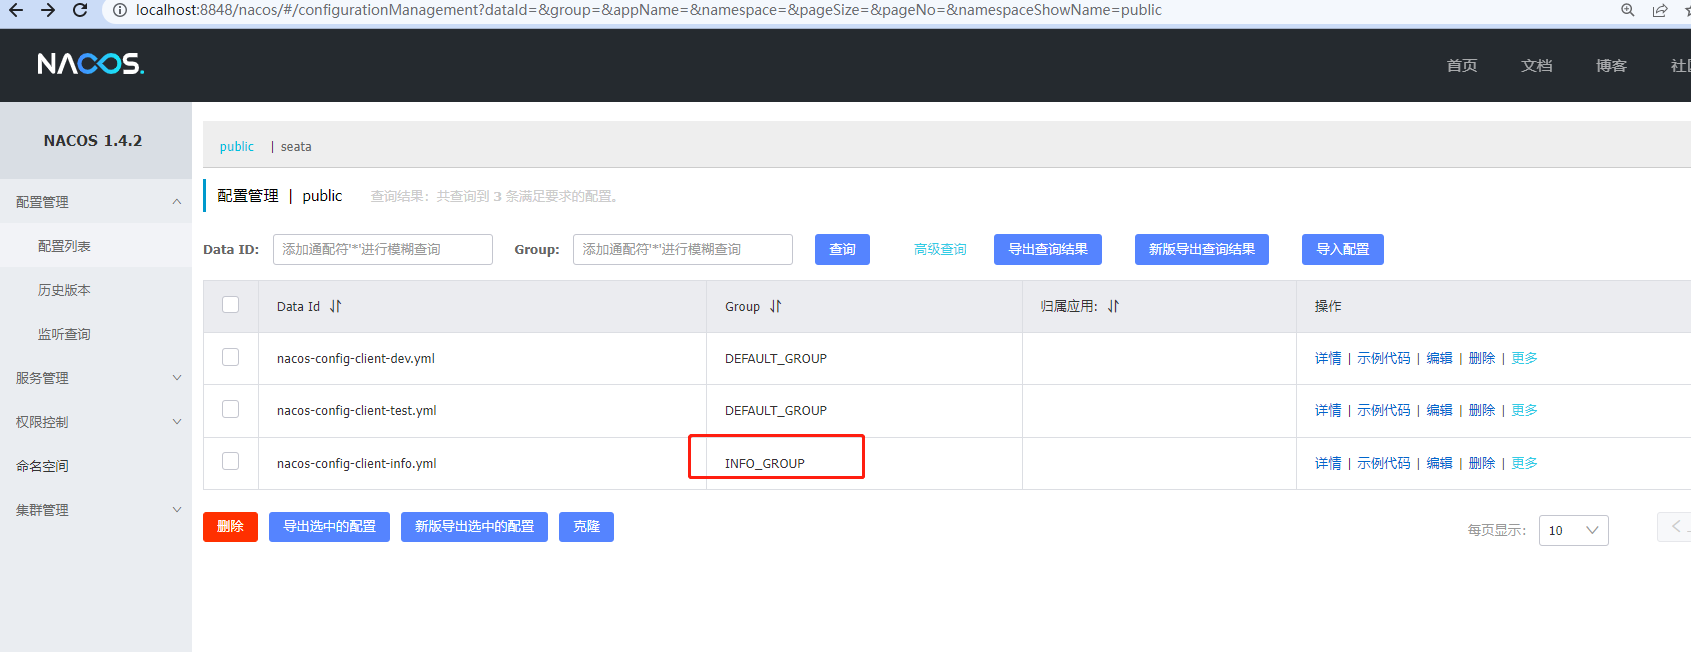 localhost:8848/nacos/#/configurationManagement?dataId=&group=&appName=&namespace=&pageSize=&pageNo=&namespaceShowName=public
NACOS.
首页 文档 博客 社
NACOS 1.4.2
配置管理
配置列表
历史版本
监听查询
服务管理
权限控制
命名空间
集群管理
public | seata
配置管理 | public 查询结果：共查询到 3 条满足要求的配置。
Data ID: 添加通配符'*'进行模糊查询 Group: 添加通配符'*'进行模糊查询 查询 高级查询 导出查询结果 新版导出查询结果 导入配置
Data Id Group 归属应用: 操作
nacos-config-client-dev.yml DEFAULT_GROUP 详情 | 示例代码 | 编辑 | 删除 | 更多
nacos-config-client-test.yml DEFAULT_GROUP 详情 | 示例代码 | 编辑 | 删除 | 更多
nacos-config-client-info.yml INFO_GROUP 详情 | 示例代码 | 编辑 | 删除 | 更多
删除 导出选中的配置 新版导出选中的配置 克隆
每页显示: 10